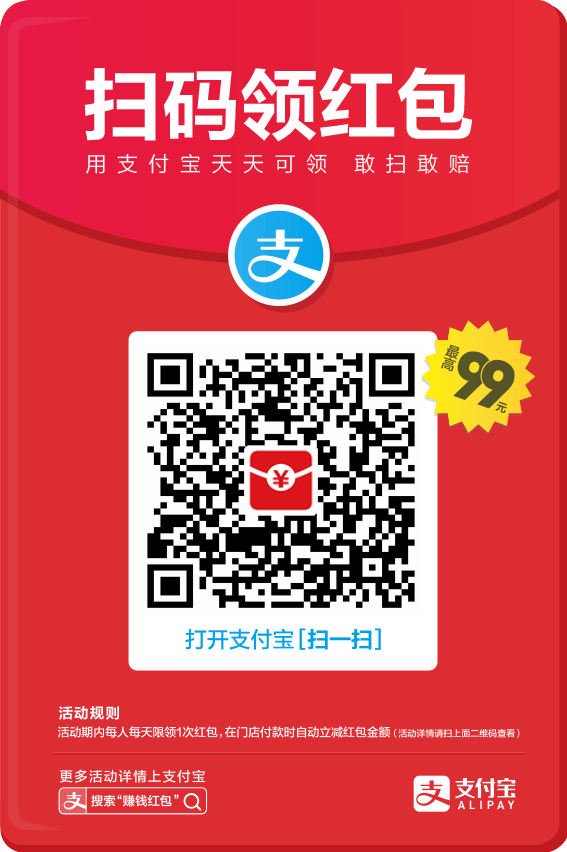 扫码领红包
用支付宝天天可领 敢扫敢赔
支
最高
99元
¥
打开支付宝[扫一扫]
活动规则
活动期内每人每天限领1次红包，在门店付款时自动立减红包金额（活动详情请扫上面二维码查看）
更多活动详情上支付宝
支 搜索“赚钱红包”
支 支付宝
ALIPAY